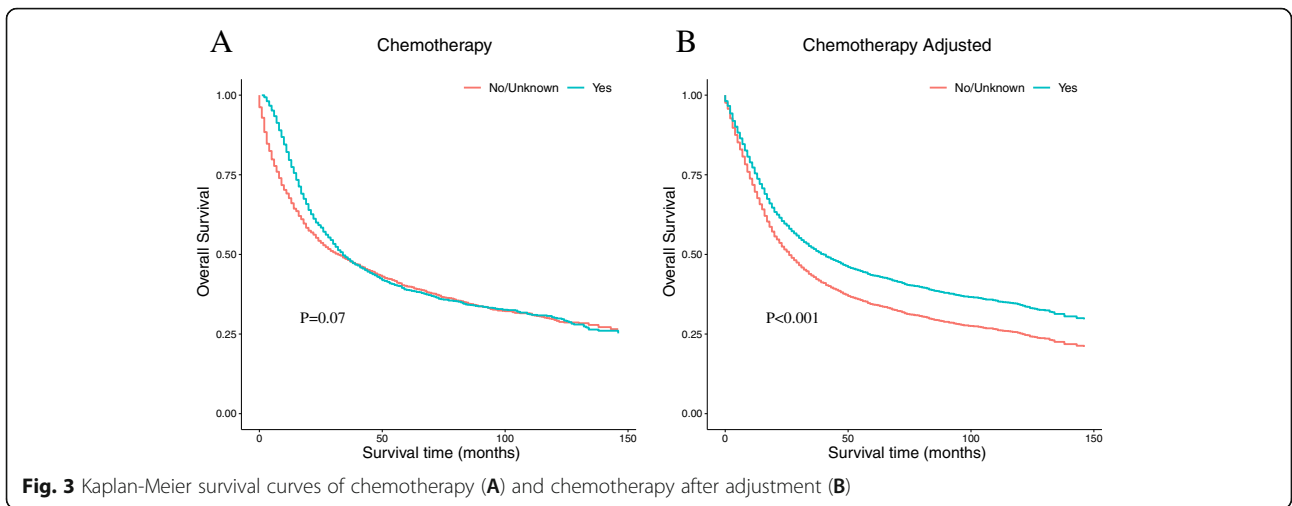 A
Chemotherapy
No/Unknown Yes
1.00
0.75
0.50
0.25
0.00
Overall Survival
P=0.07
0 50 100 150
Survival time (months)
B
Chemotherapy Adjusted
No/Unknown Yes
1.00
0.75
0.50
0.25
0.00
Overall Survival
P<0.001
0 50 100 150
Survival time (months)
Fig. 3 Kaplan-Meier survival curves of chemotherapy (A) and chemotherapy after adjustment (B)